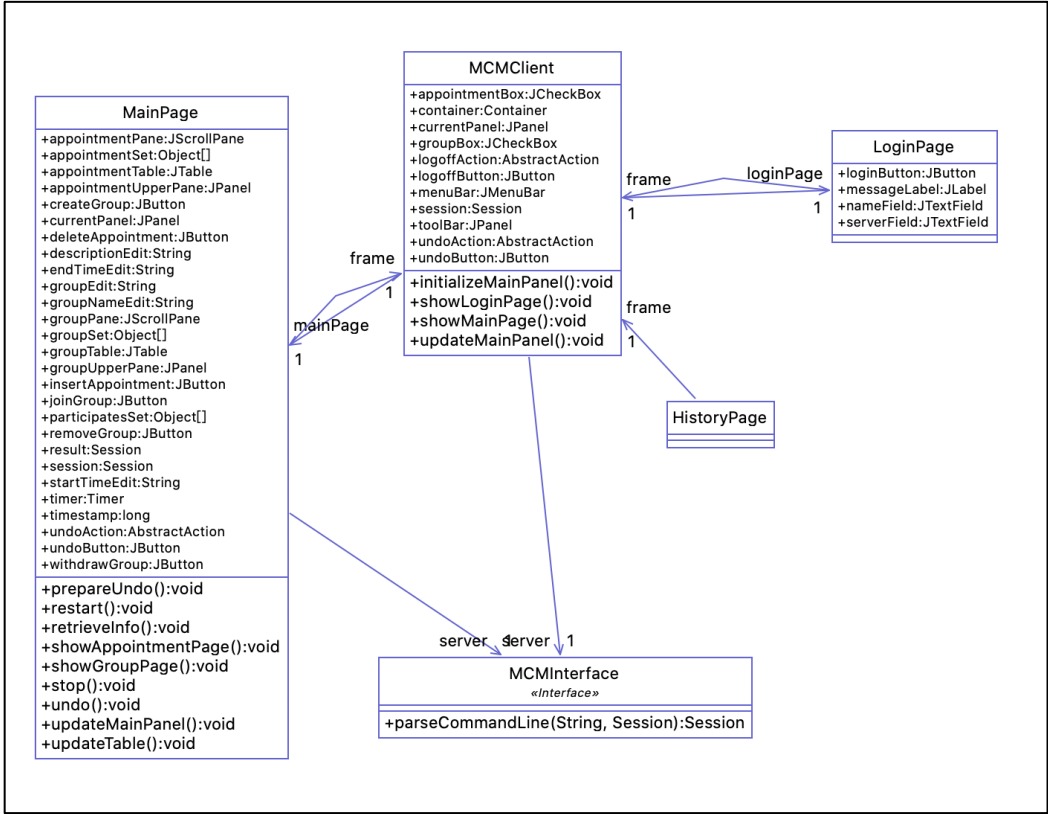 MCMClient
+appointmentBox:JCheckBox
+container:Container
+currentPanel:JPanel
+groupBox:JCheckBox
+logoffAction:AbstractAction
+logoffButton:JButton
+menuBar:JMenuBar
+session:Session
+toolBar:JPanel
+undoAction:AbstractAction
+undoButton:JButton
+initializeMainPanel():void
+showLoginPage():void
+showMainPage():void
+updateMainPanel():void
MainPage
+appointmentPane:JScrollPane
+appointmentSet:Object[]
+appointmentTable:JTable
+appointmentUpperPane:JPanel
+createGroup:JButton
+currentPanel:JPanel
+deleteAppointment:JButton
+descriptionEdit:String
+endTimeEdit:String
+groupEdit:String
+groupNameEdit:String
+groupPane:JScrollPane
+groupSet:Object[]
+groupTable:JTable
+groupUpperPane:JPanel
+insertAppointment:JButton
+joinGroup:JButton
+participatesSet:Object[]
+removeGroup:JButton
+result:Session
+session:Session
+startTimeEdit:String
+timer:Timer
+timestamp:long
+undoAction:AbstractAction
+undoButton:JButton
+withdrawGroup:JButton
+prepareUndo():void
+restart():void
+retrieveInfo():void
+showAppointmentPage():void
+showGroupPage():void
+stop():void
+undo():void
+updateMainPanel():void
+updateTable():void
LoginPage
+loginButton:JButton
+messageLabel:JLabel
+nameField:JTextField
+serverField:JTextField
frame
loginPage
1
1
frame
1
mainPage
1
frame
1
HistoryPage
server
1
server
1
MCMInterface
«Interface»
+parseCommandLine(String, Session):Session